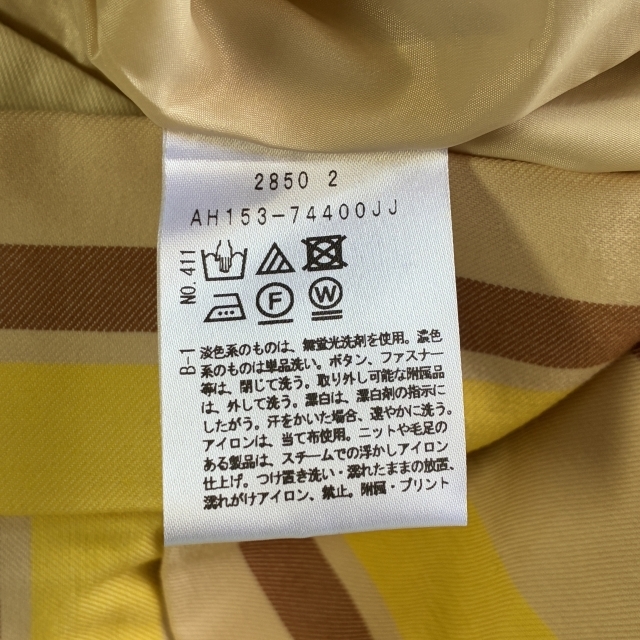 2850 2
AH153-74400JJ
NO.411
F
W
B-1
淡色系のものは、無蛍光洗剤を使用。濃色
系のものは単品洗い。ボタン、ファスナー
等は、閉じて洗う。取り外し可能な附属品
は、外して洗う。漂白は、漂白剤の指示に
したがう。汗をかいた場合、速やかに洗う。
アイロンは、当て布使用。ニットや毛足の
ある製品は、スチームでの浮かしアイロン
仕上げ。つけ置き洗い・濡れたままの放置、
濡れがけアイロン、禁止。附属・プリント